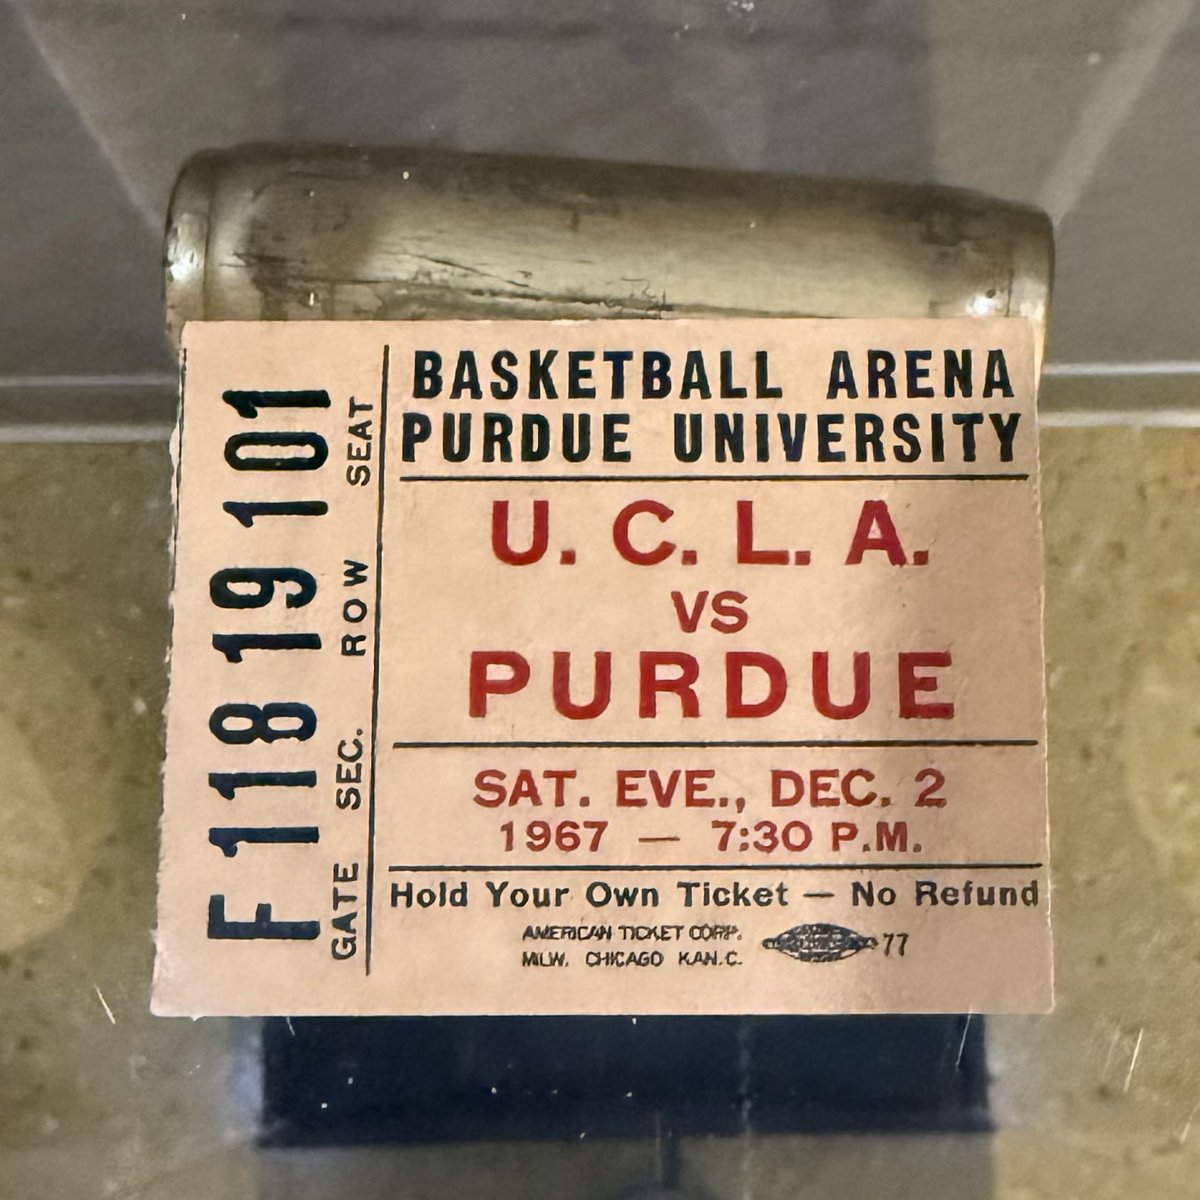 BASKETBALL ARENA
PURDUE UNIVERSITY
U. C. L. A.
VS
PURDUE
SAT. EVE., DEC. 2
1967 — 7:30 P.M.
Hold Your Own Ticket — No Refund
AMERICAN TICKET CORP.
MILW. CHICAGO KAN.C.
77
F 118 19 101
GATE SEC. ROW SEAT